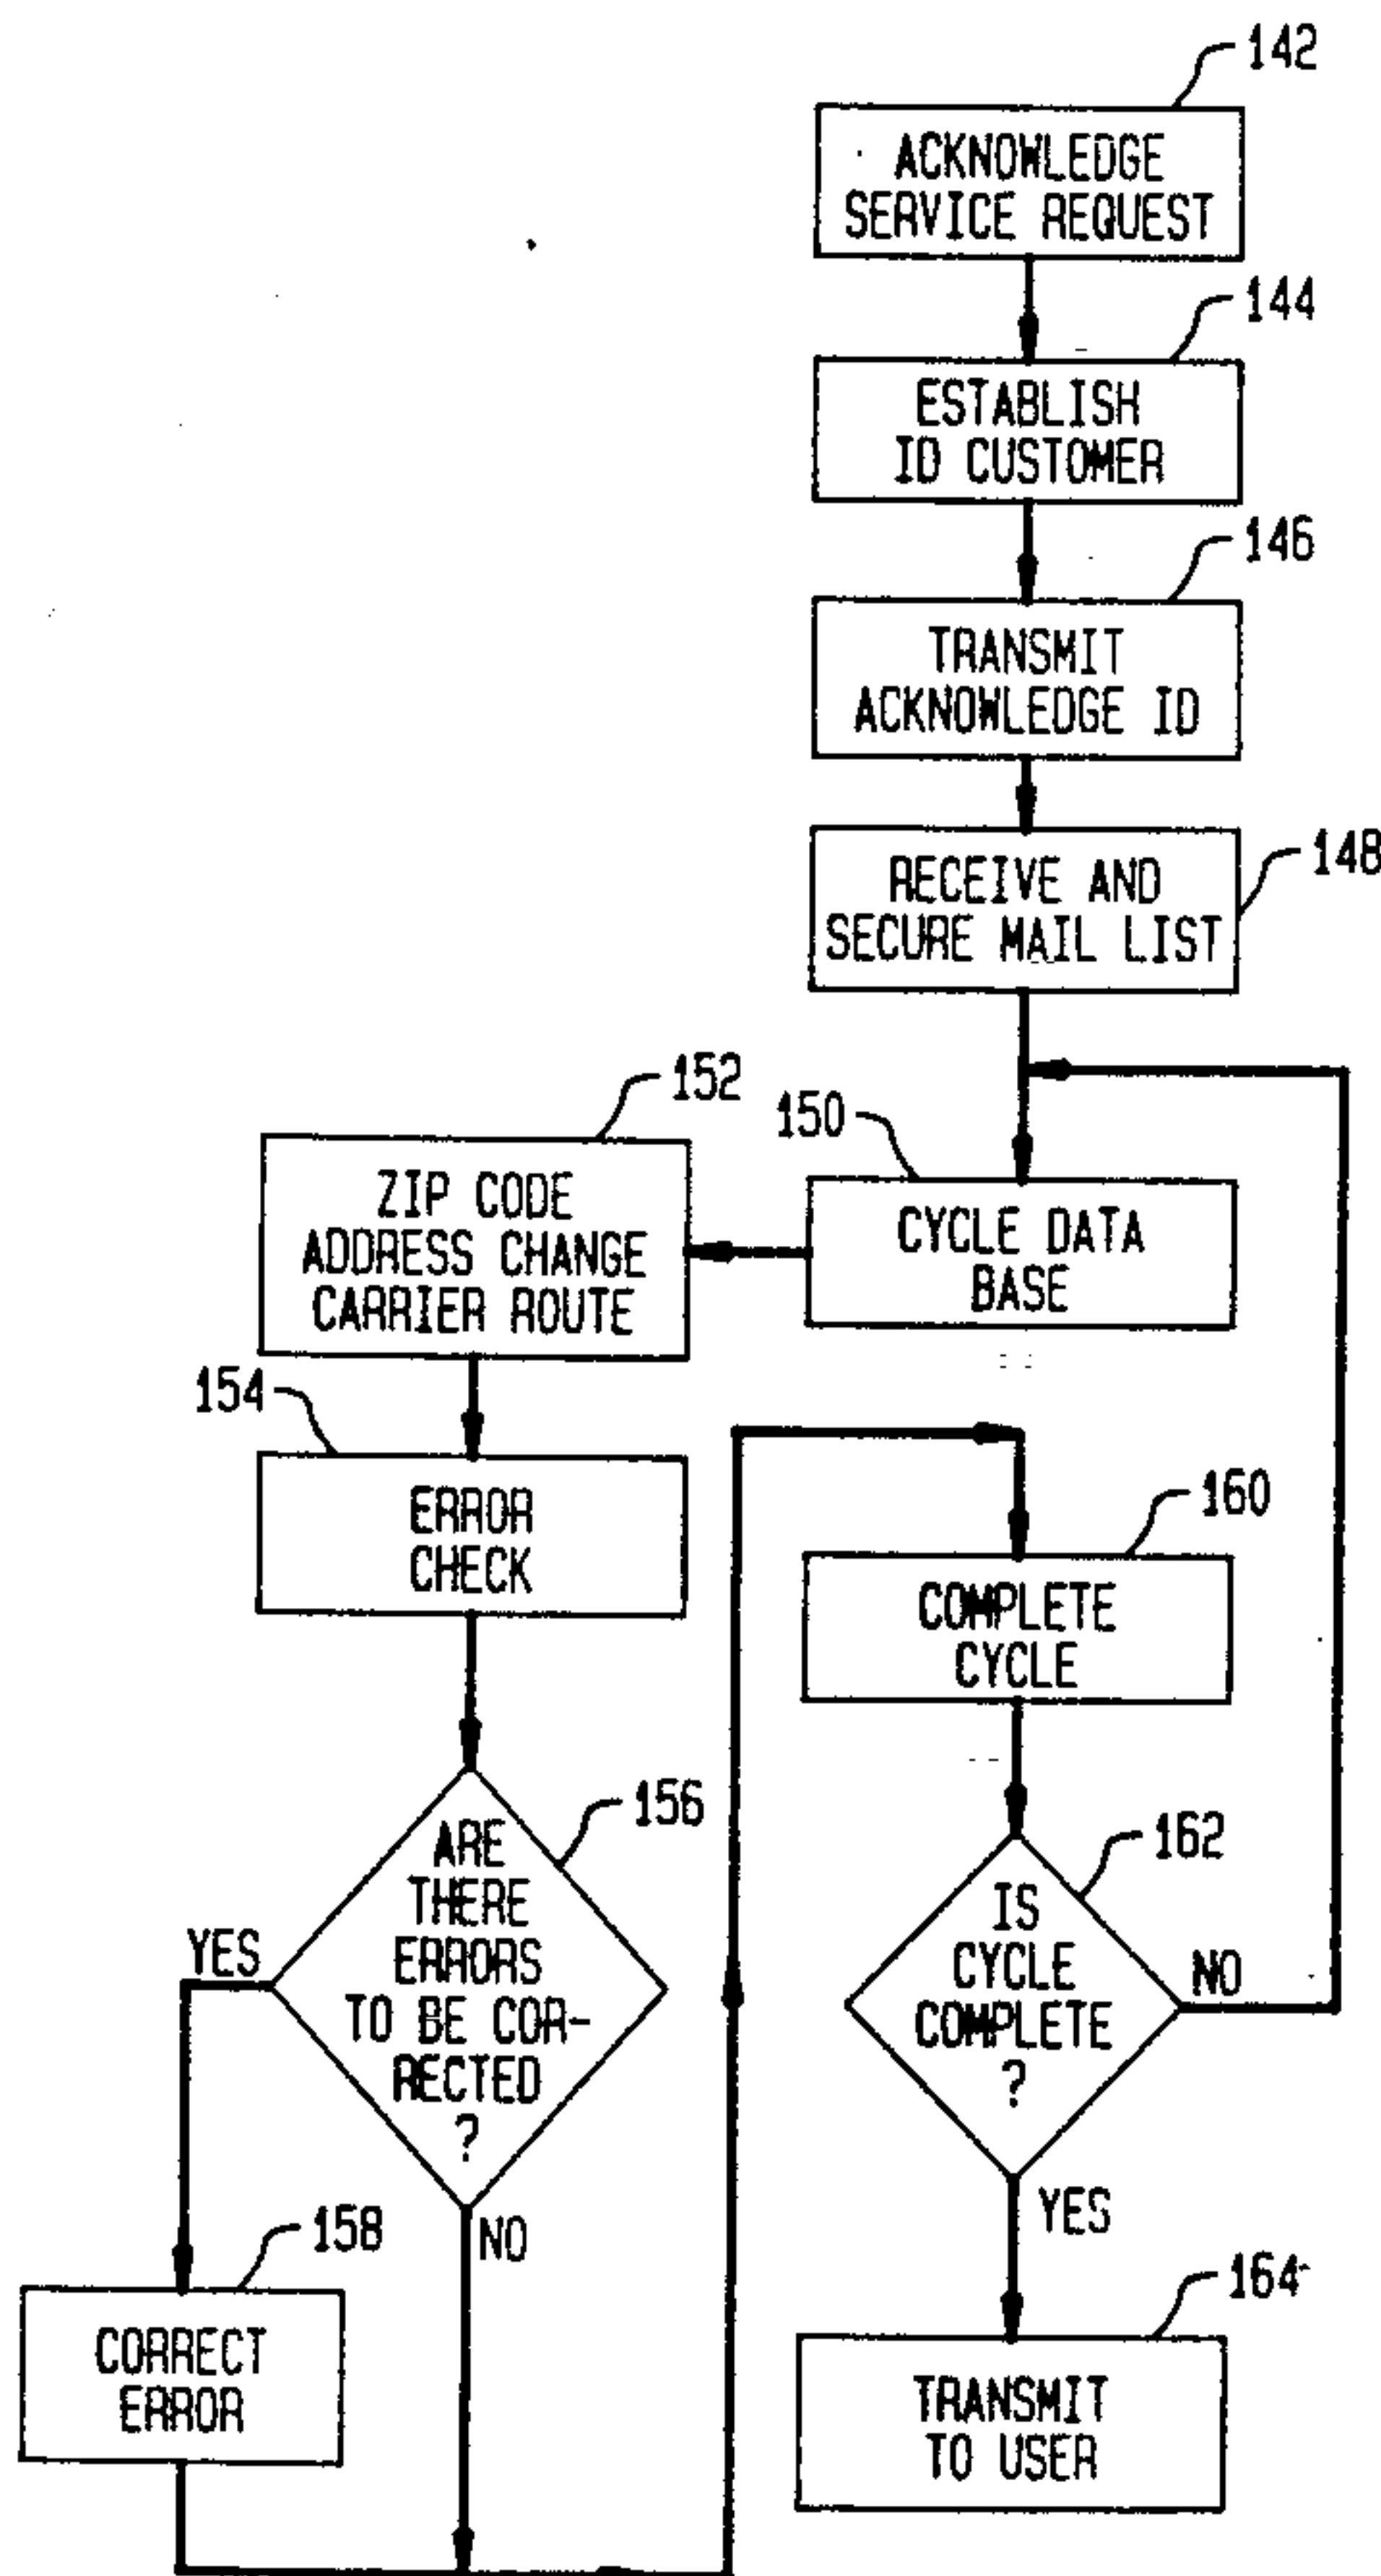 142
ACKNOWLEDGE
SERVICE REQUEST
144
ESTABLISH
ID CUSTOMER
146
TRANSMIT
ACKNOWLEDGE ID
148
RECEIVE AND
SECURE MAIL LIST
150
CYCLE DATA
BASE
152
ZIP CODE
ADDRESS CHANGE
CARRIER ROUTE
154
ERROR
CHECK
156
ARE
THERE
ERRORS
TO BE COR-
RECTED
?
YES
NO
158
CORRECT
ERROR
160
COMPLETE
CYCLE
162
IS
CYCLE
COMPLETE
?
NO
YES
164
TRANSMIT
TO USER